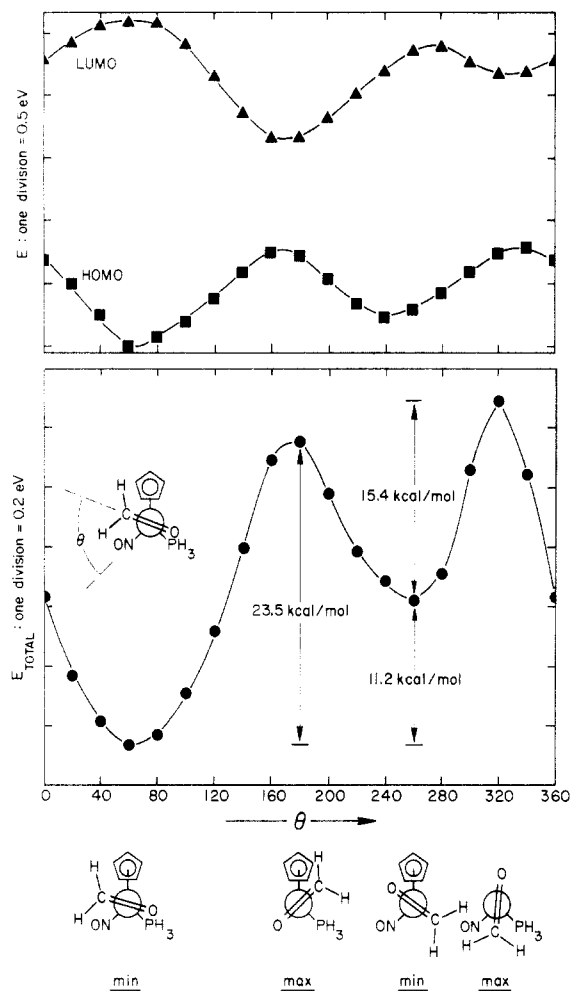 E : one division = 0.5 eV
LUMO
HOMO
E_TOTAL : one division = 0.2 eV
H
C
H
O
θ
ON
PH₃
23.5 kcal/mol
15.4 kcal/mol
11.2 kcal/mol
0 40 80 120 160 200 240 280 320 360
θ
H
C
H
O
ON
PH₃
min
H
C
H
O
PH₃
max
O
C
H
ON
H
min
O
ON
PH₃
C
H
H
max